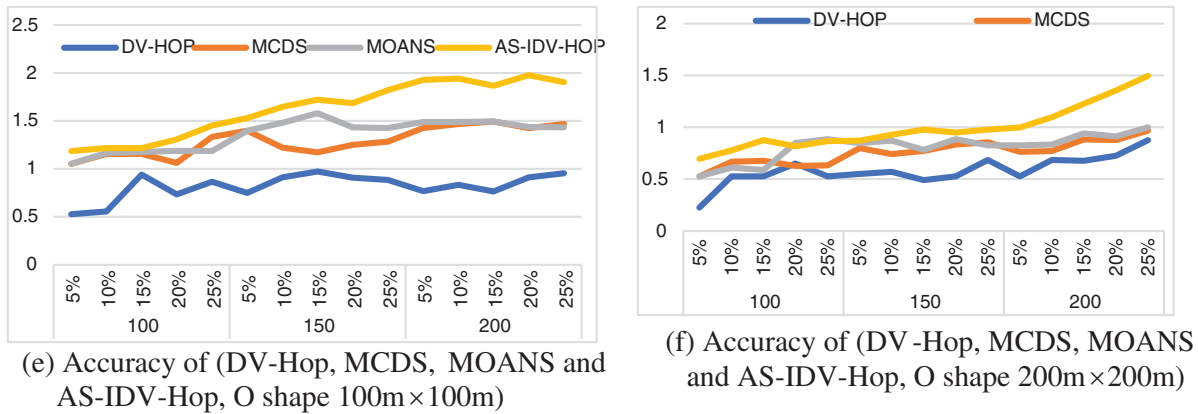 2.5
DV-HOP MCDS MOANS AS-IDV-HOP
2
1.5
1
0.5
0
5% 10% 15% 20% 25% 5% 10% 15% 20% 25% 5% 10% 15% 20% 25%
100 150 200
(e) Accuracy of (DV-Hop, MCDS, MOANS and
AS-IDV-Hop, O shape 100m×100m)
2
DV-HOP MCDS
1.5
1
0.5
0
5% 10% 15% 20% 25% 5% 10% 15% 20% 25% 5% 10% 15% 20% 25%
100 150 200
(f) Accuracy of (DV-Hop, MCDS, MOANS
and AS-IDV-Hop, O shape 200m×200m)